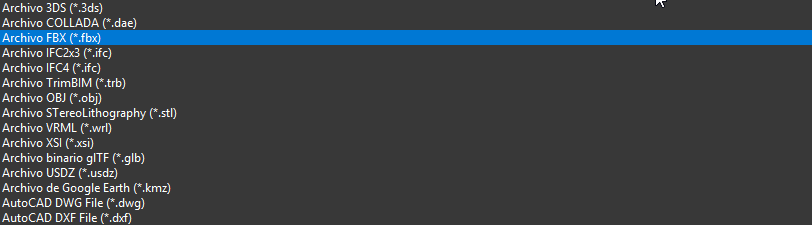 Archivo 3DS (*.3ds)
Archivo COLLADA (*.dae)
Archivo FBX (*.fbx)
Archivo IFC2x3 (*.ifc)
Archivo IFC4 (*.ifc)
Archivo TrimBIM (*.trb)
Archivo OBJ (*.obj)
Archivo STereoLithography (*.stl)
Archivo VRML (*.wrl)
Archivo XSI (*.xsi)
Archivo binario glTF (*.glb)
Archivo USDZ (*.usdz)
Archivo de Google Earth (*.kmz)
AutoCAD DWG File (*.dwg)
AutoCAD DXF File (*.dxf)